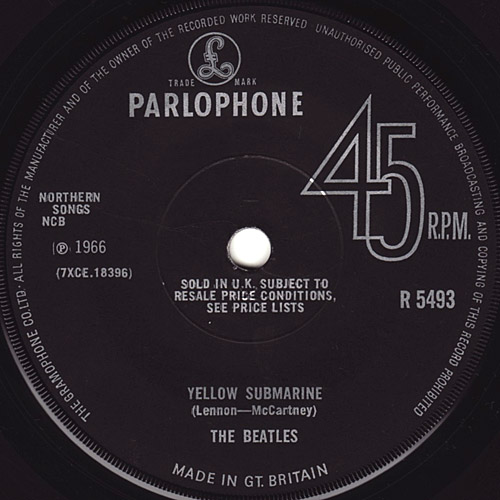 THE GRAMOPHONE CO.LTD. ALL RIGHTS OF THE MANUFACTURER AND OF THE OWNER OF THE RECORDED WORK RESERVED UNAUTHORISED PUBLIC PERFORMANCE BROADCASTING AND COPYING OF THIS RECORD PROHIBITED
£
TRADE MARK
PARLOPHONE
45
R.P.M.
NORTHERN
SONGS
NCB
℗ 1966
(7XCE.18396)
SOLD IN U.K. SUBJECT TO
RESALE PRICE CONDITIONS,
SEE PRICE LISTS
R 5493
YELLOW SUBMARINE
(Lennon—McCartney)
THE BEATLES
MADE IN GT. BRITAIN